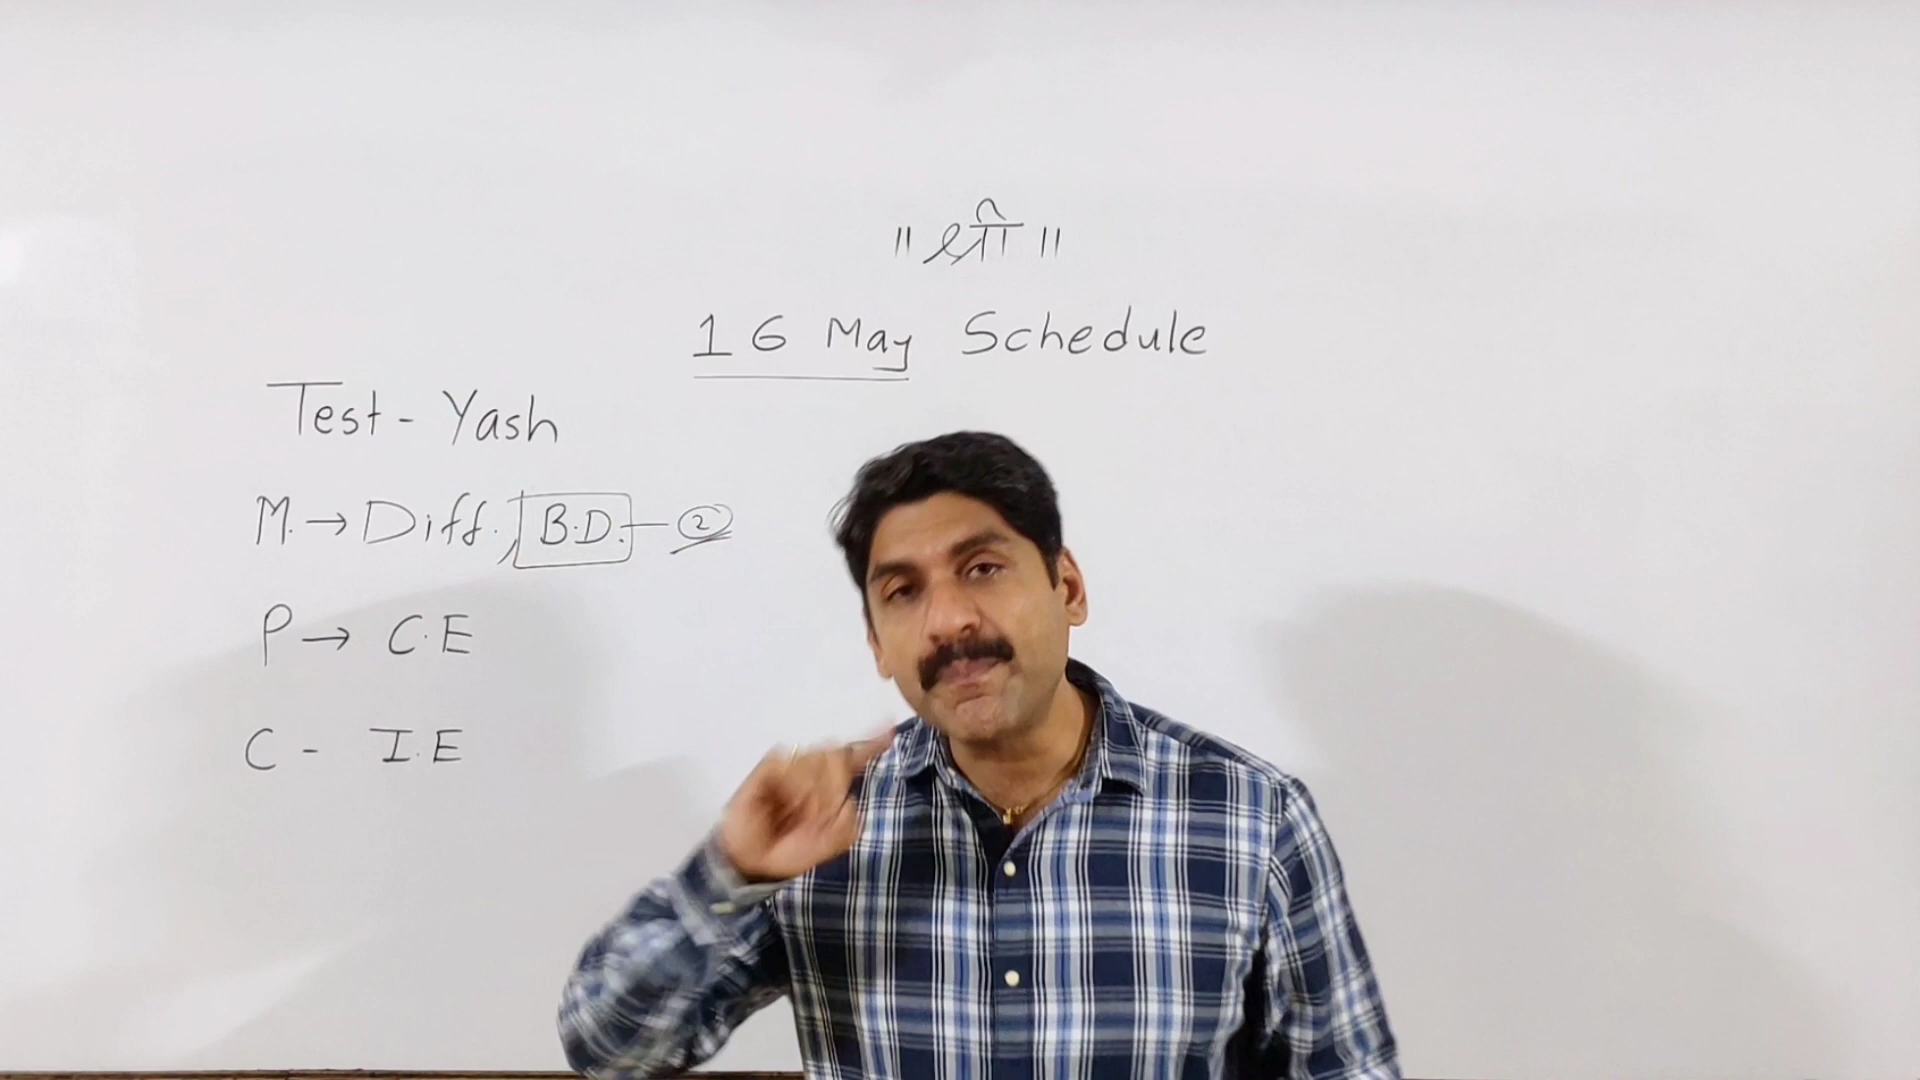 ॥ श्री ॥
16 May Schedule
Test - Yash
M. → Diff., B.D. — 2
P → C.E
C - I.E